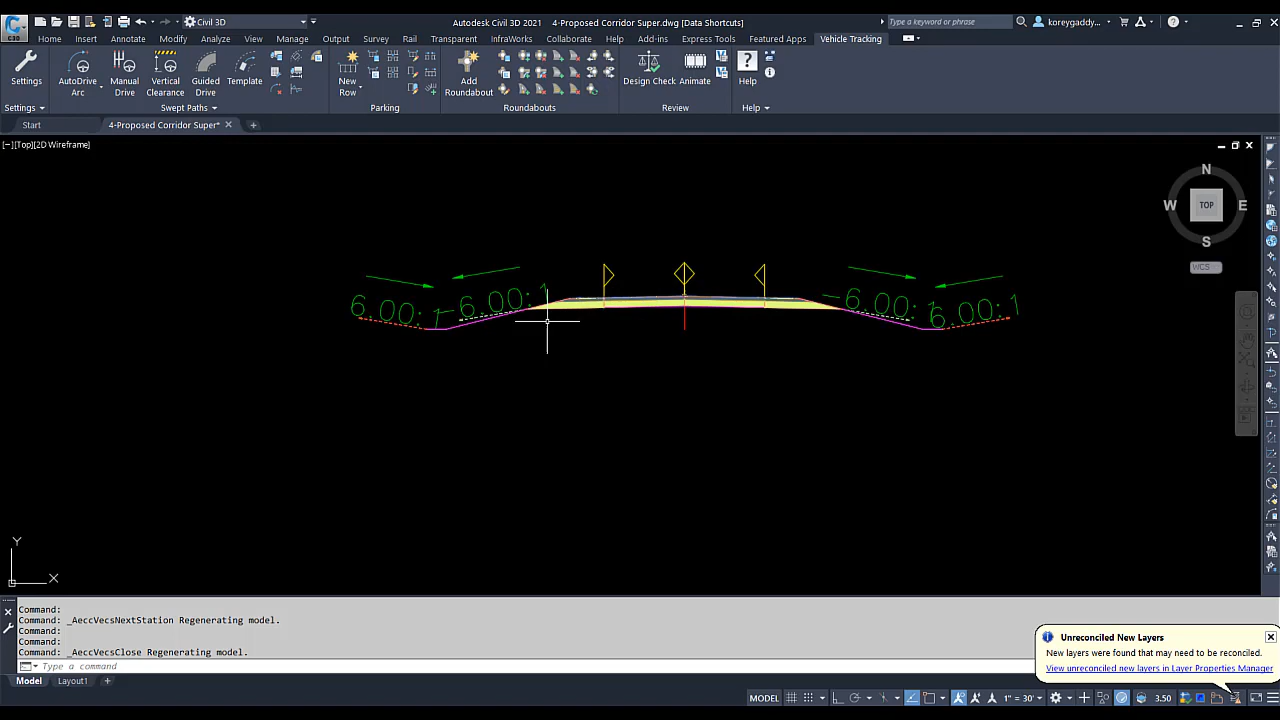 C3D
Civil 3D
Autodesk Civil 3D 2021 4-Proposed Corridor Super.dwg [Data Shortcuts]
Type a keyword or phrase
koreygaddy...
Home Insert Annotate Modify Analyze View Manage Output Survey Rail Transparent InfraWorks Collaborate Help Add-ins Express Tools Featured Apps Vehicle Tracking
Settings
AutoDrive Arc
Manual Drive
Vertical Clearance
Guided Drive
Template
New Row
Add Roundabout
Design Check
Animate
Help
Settings
Swept Paths
Parking
Roundabouts
Review
Help
Start
4-Proposed Corridor Super*
[−][Top][2D Wireframe]
N
W
TOP
E
S
WCS
6.00:1
6.00:1
6.00:1
6.00:1
Y
X
Command:
Command: _AeccVecsNextStation Regenerating model.
Command:
Command:
Command: _AeccVecsClose Regenerating model.
Type a command
Unreconciled New Layers
New layers were found that may need to be reconciled.
View unreconciled new layers in Layer Properties Manager
Model
Layout1
MODEL
1" = 30'
3.50